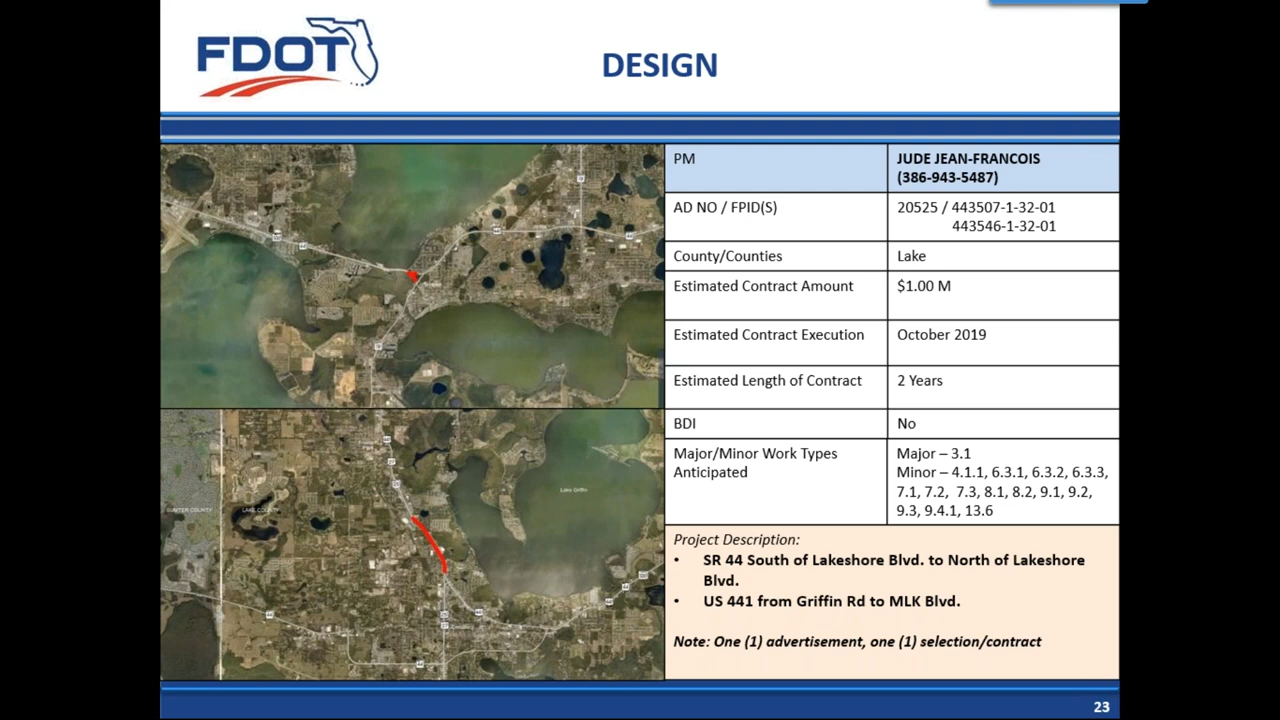 FDOT
DESIGN
PM
JUDE JEAN-FRANCOIS
(386-943-5487)
AD NO / FPID(S)
20525 / 443507-1-32-01
443546-1-32-01
County/Counties
Lake
Estimated Contract Amount
$1.00 M
Estimated Contract Execution
October 2019
Estimated Length of Contract
2 Years
BDI
No
Major/Minor Work Types
Anticipated
Major – 3.1
Minor – 4.1.1, 6.3.1, 6.3.2, 6.3.3,
7.1, 7.2, 7.3, 8.1, 8.2, 9.1, 9.2,
9.3, 9.4.1, 13.6
Lake Griffin
SUMTER COUNTY
LAKE COUNTY
Project Description:
• SR 44 South of Lakeshore Blvd. to North of Lakeshore
Blvd.
• US 441 from Griffin Rd to MLK Blvd.
Note: One (1) advertisement, one (1) selection/contract
23